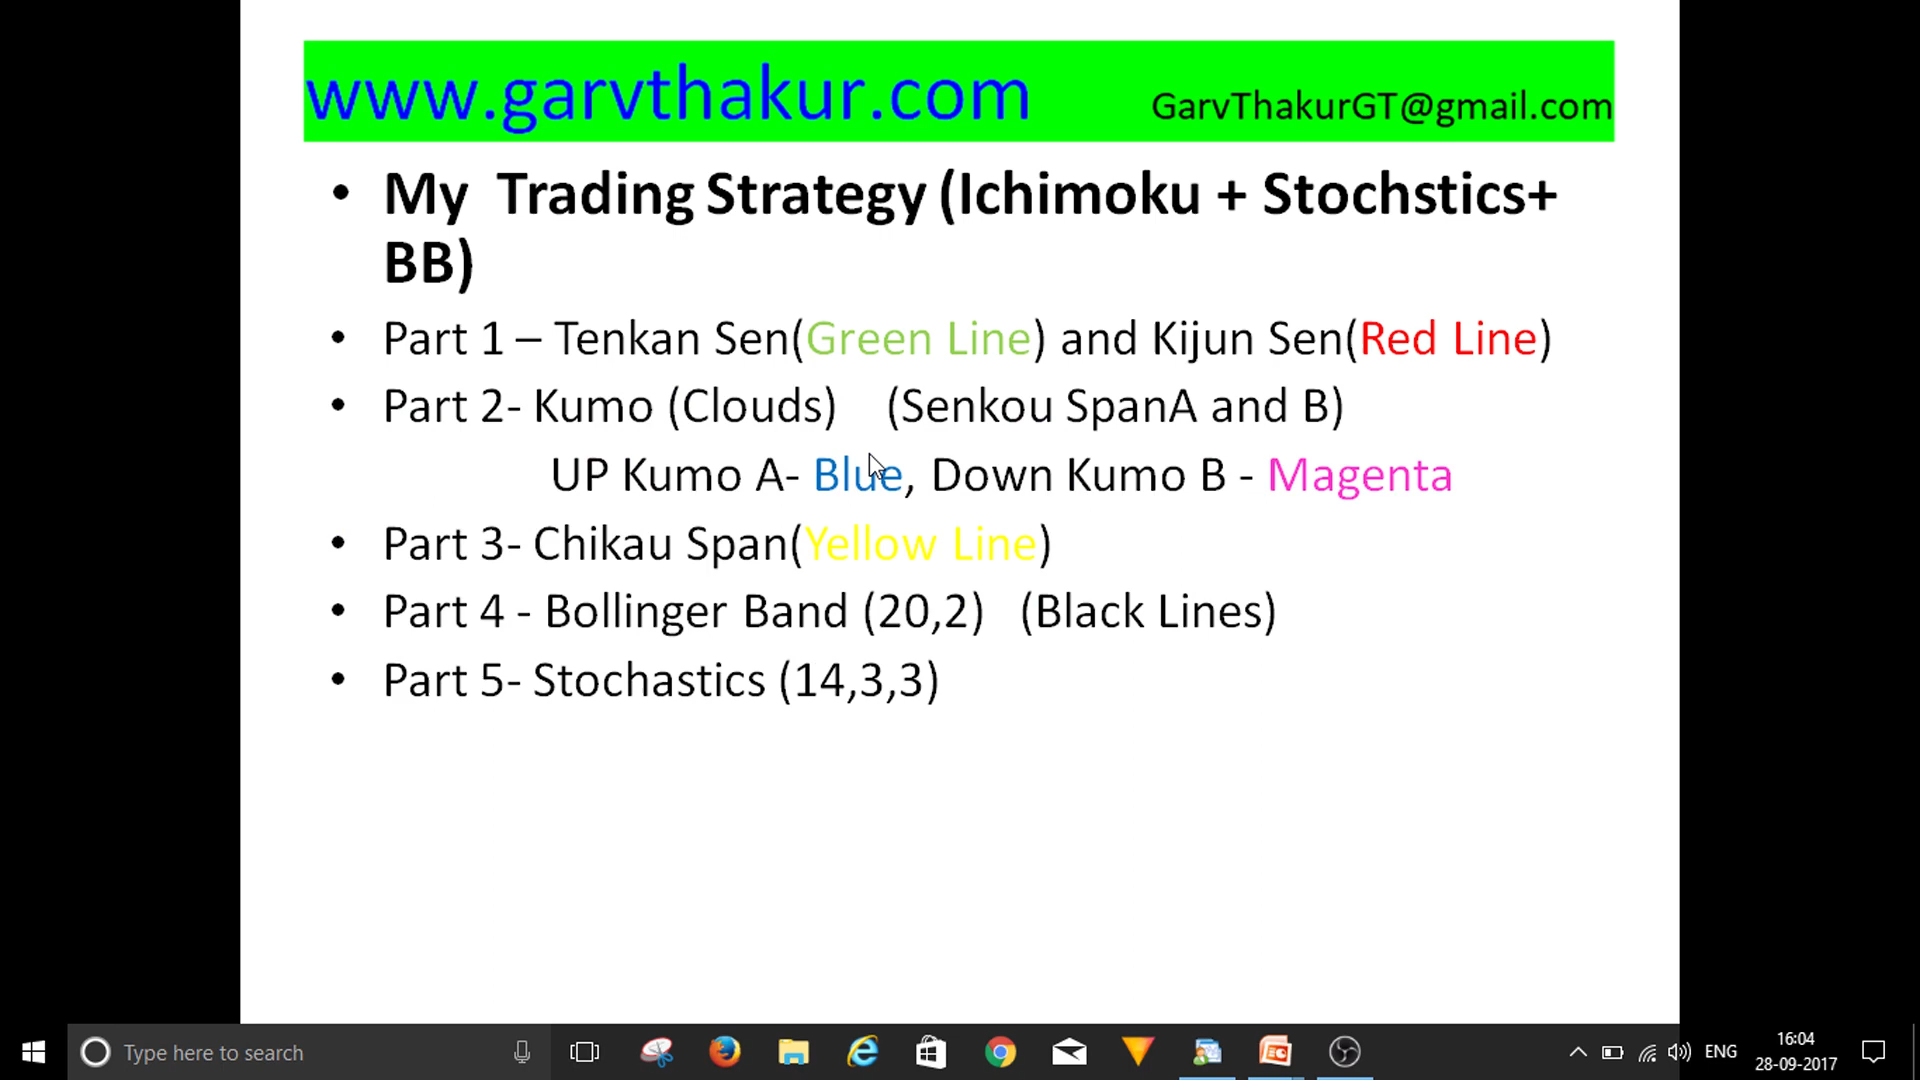 www.garvthakur.com GarvThakurGT@gmail.com
• My Trading Strategy (Ichimoku + Stochstics+
BB)
• Part 1 – Tenkan Sen(Green Line) and Kijun Sen(Red Line)
• Part 2- Kumo (Clouds) (Senkou SpanA and B)
UP Kumo A- Blue, Down Kumo B - Magenta
• Part 3- Chikau Span(Yellow Line)
• Part 4 - Bollinger Band (20,2) (Black Lines)
• Part 5- Stochastics (14,3,3)
Type here to search
ENG
16:04
28-09-2017